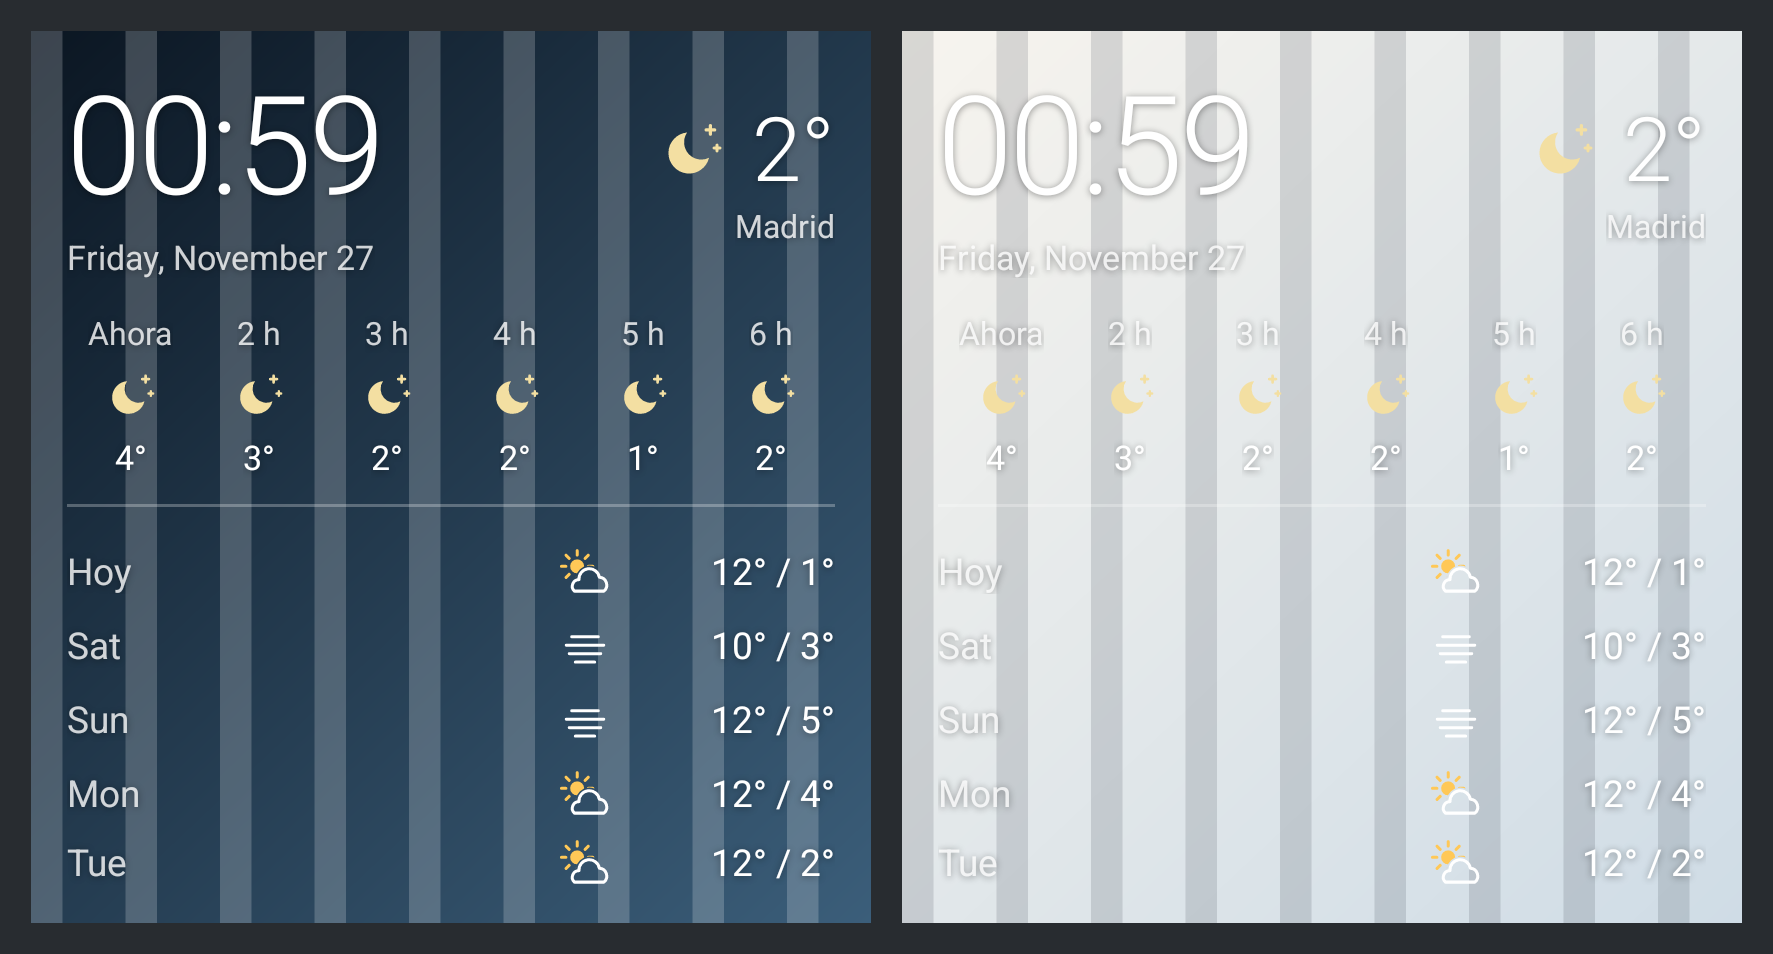 00:59
2°
Madrid
Friday, November 27
Ahora 2 h 3 h 4 h 5 h 6 h
4° 3° 2° 2° 1° 2°
Hoy 12° / 1°
Sat 10° / 3°
Sun 12° / 5°
Mon 12° / 4°
Tue 12° / 2°
00:59
2°
Madrid
Friday, November 27
Ahora 2 h 3 h 4 h 5 h 6 h
4° 3° 2° 2° 1° 2°
Hoy 12° / 1°
Sat 10° / 3°
Sun 12° / 5°
Mon 12° / 4°
Tue 12° / 2°